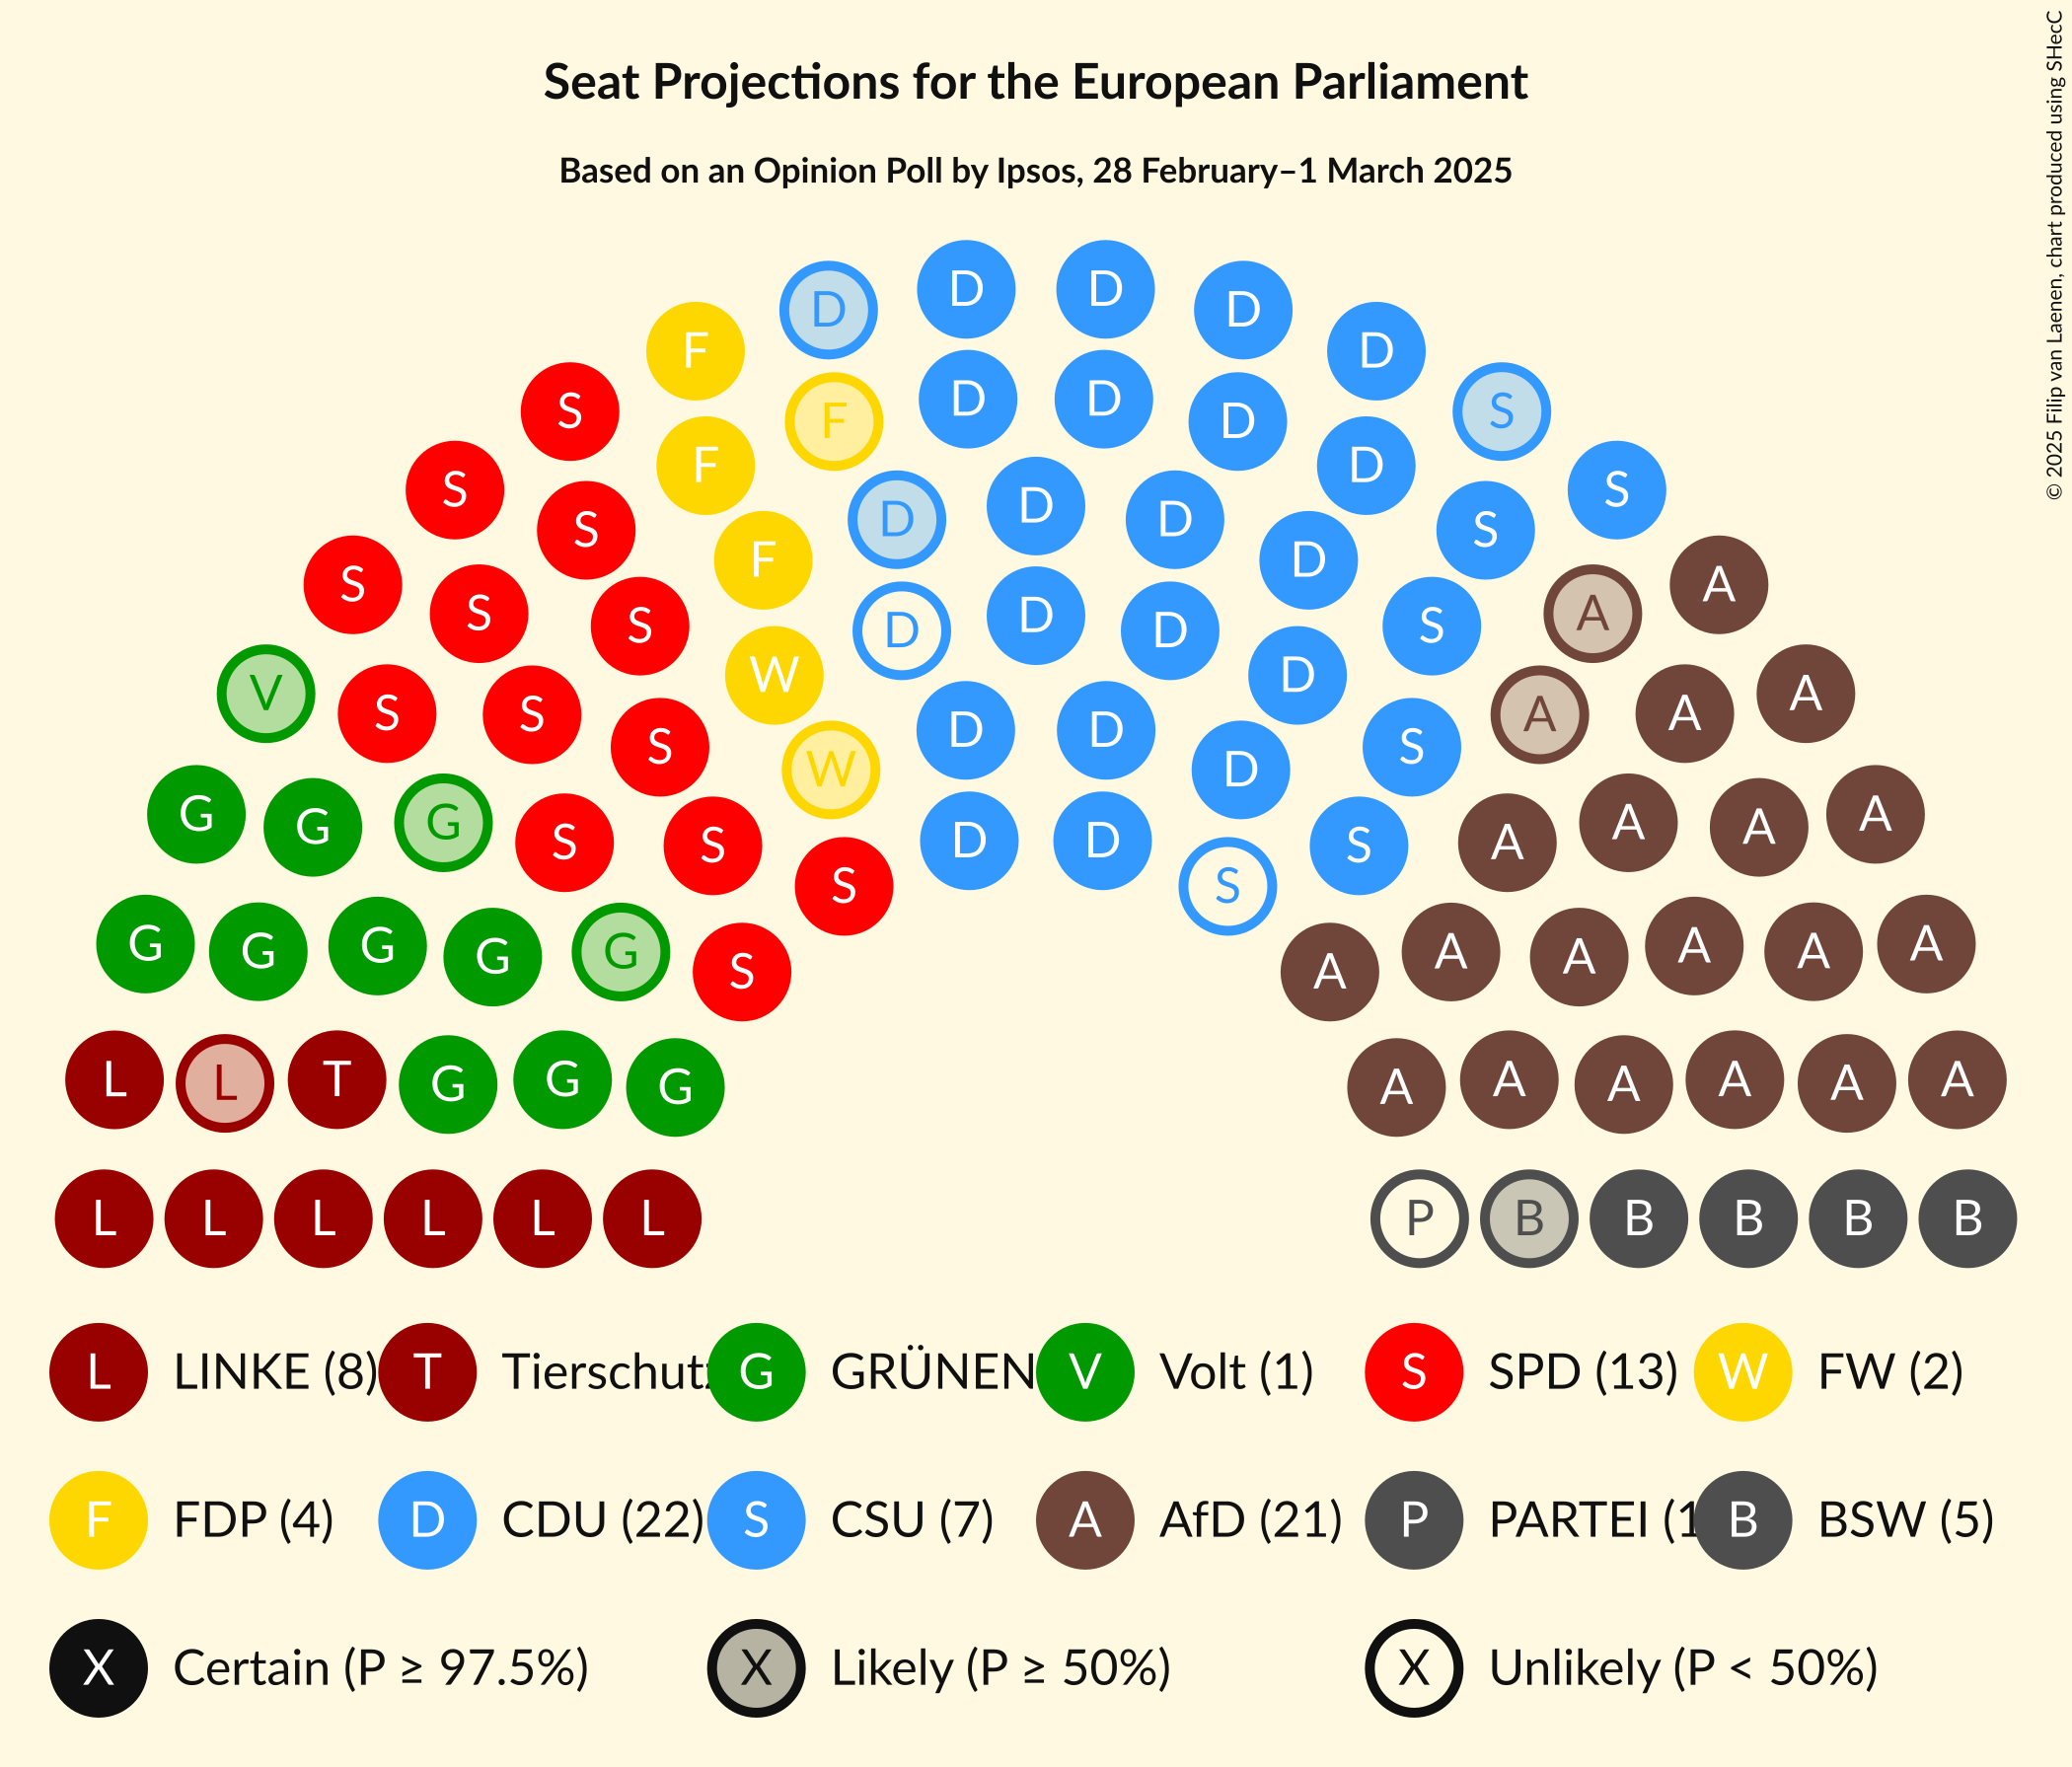 Seat Projections for the European Parliament
Based on an Opinion Poll by Ipsos, 28 February–1 March 2025
© 2025 Filip van Laenen, chart produced using SHecC
D D D D D S
F D D D D S
S F F D D D S A
S S F D D D D S A A
S S S W D D D S A A A
V S S S W D D D S A A A A
G G G S S S D D S S A A A A
G G G G G S A A A A A A
L L T G G G A A A A A A
L L L L L L P B B B B B
L LINKE (8) T Tierschutz G GRÜNEN V Volt (1) S SPD (13) W FW (2)
F FDP (4) D CDU (22) S CSU (7) A AfD (21) P PARTEI (1 B BSW (5)
X Certain (P ≥ 97.5%) X Likely (P ≥ 50%) X Unlikely (P < 50%)